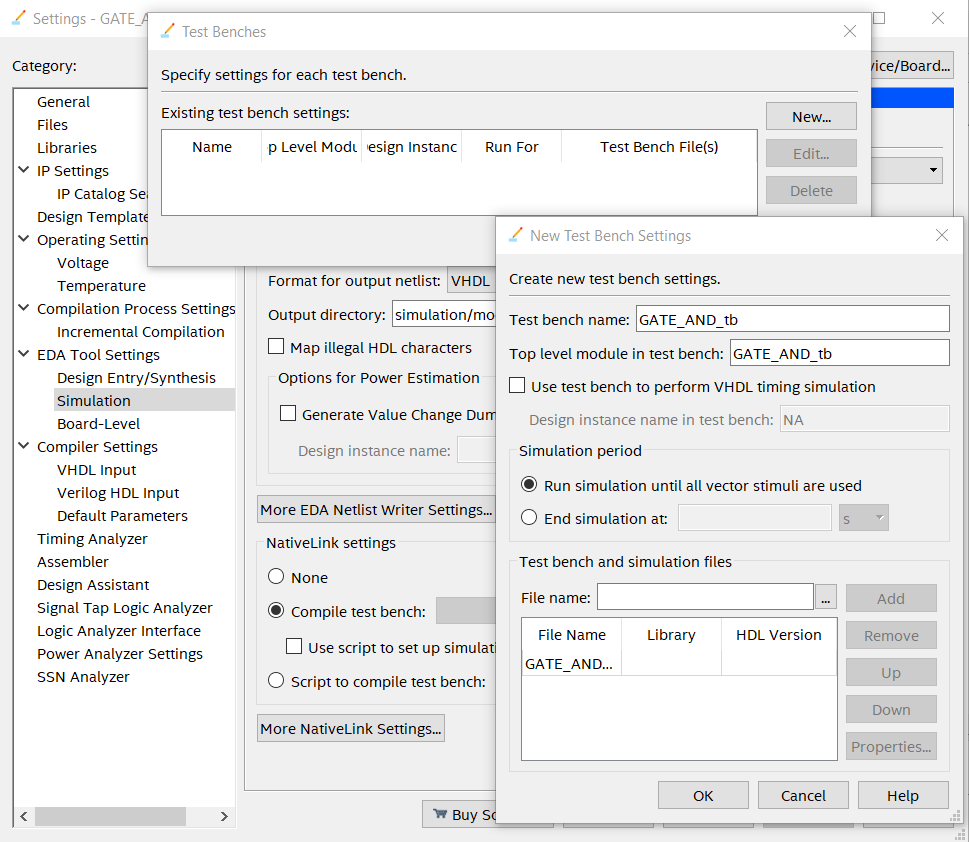 Settings - GATE_A
Category:
vice/Board...
General
Files
Libraries
IP Settings
IP Catalog Sea
Design Template
Operating Settin
Voltage
Temperature
Compilation Process Settings
Incremental Compilation
EDA Tool Settings
Design Entry/Synthesis
Simulation
Board-Level
Compiler Settings
VHDL Input
Verilog HDL Input
Default Parameters
Timing Analyzer
Assembler
Design Assistant
Signal Tap Logic Analyzer
Logic Analyzer Interface
Power Analyzer Settings
SSN Analyzer
Test Benches
Specify settings for each test bench.
Existing test bench settings:
Name p Level Modu esign Instanc Run For Test Bench File(s)
New...
Edit...
Delete
Format for output netlist: VHDL
Output directory: simulation/mo
Map illegal HDL characters
Options for Power Estimation
Generate Value Change Dum
Design instance name:
More EDA Netlist Writer Settings...
NativeLink settings
None
Compile test bench:
Use script to set up simulati
Script to compile test bench:
More NativeLink Settings...
Buy So
New Test Bench Settings
Create new test bench settings.
Test bench name: GATE_AND_tb
Top level module in test bench: GATE_AND_tb
Use test bench to perform VHDL timing simulation
Design instance name in test bench: NA
Simulation period
Run simulation until all vector stimuli are used
End simulation at: s
Test bench and simulation files
File name: ... Add
File Name Library HDL Version
GATE_AND...
Remove
Up
Down
Properties...
OK Cancel Help